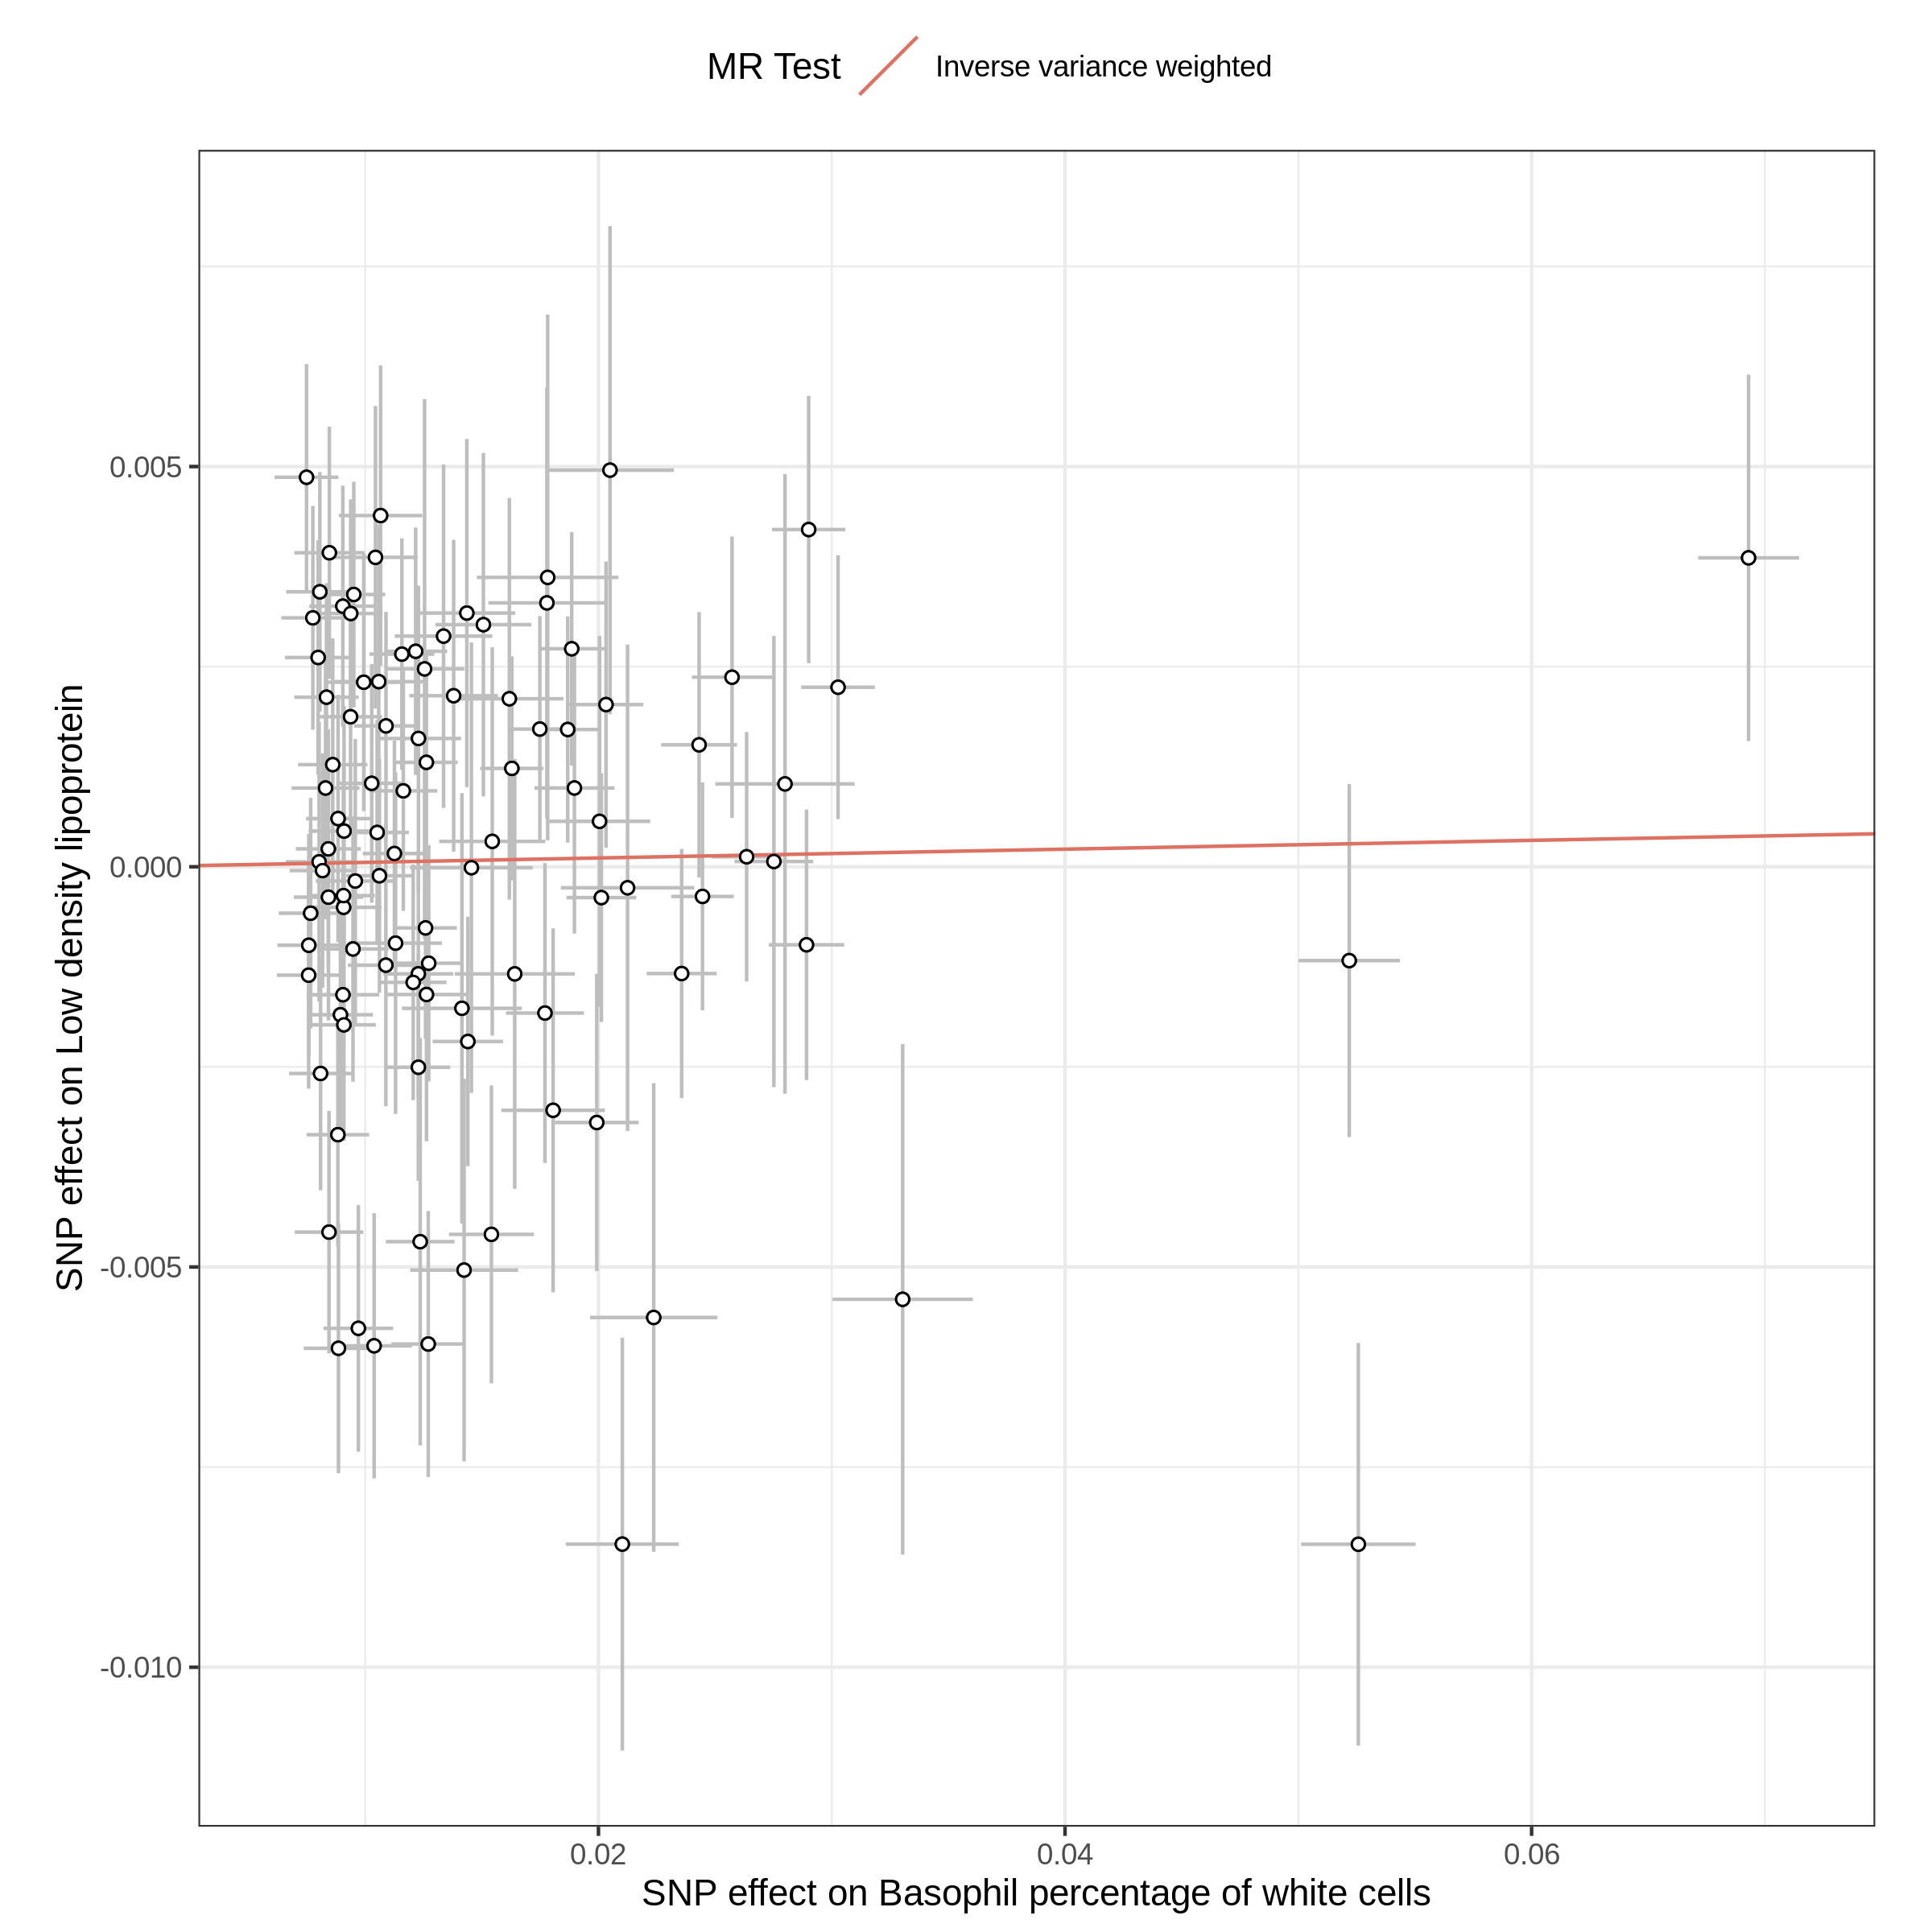 MR Test
Inverse variance weighted
SNP effect on Low density lipoprotein
0.005
0.000
-0.005
-0.010
0.02
0.04
0.06
SNP effect on Basophil percentage of white cells